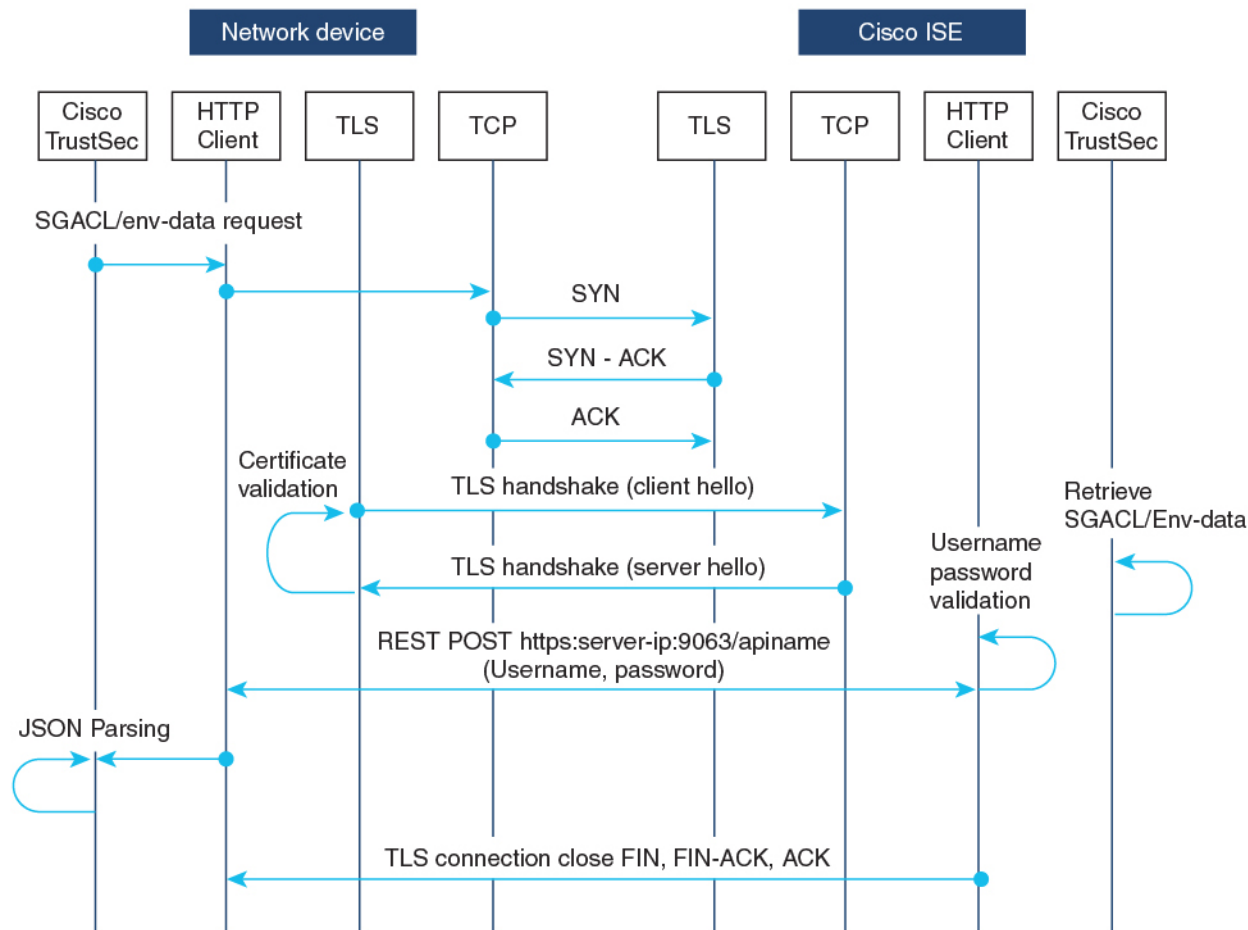 Network device
Cisco ISE
Cisco
TrustSec
HTTP
Client
TLS
TCP
TLS
TCP
HTTP
Client
Cisco
TrustSec
SGACL/env-data request
SYN
SYN - ACK
ACK
Certificate
validation
TLS handshake (client hello)
Retrieve
SGACL/Env-data
Username
password
validation
TLS handshake (server hello)
REST POST https:server-ip:9063/apiname
(Username, password)
JSON Parsing
TLS connection close FIN, FIN-ACK, ACK